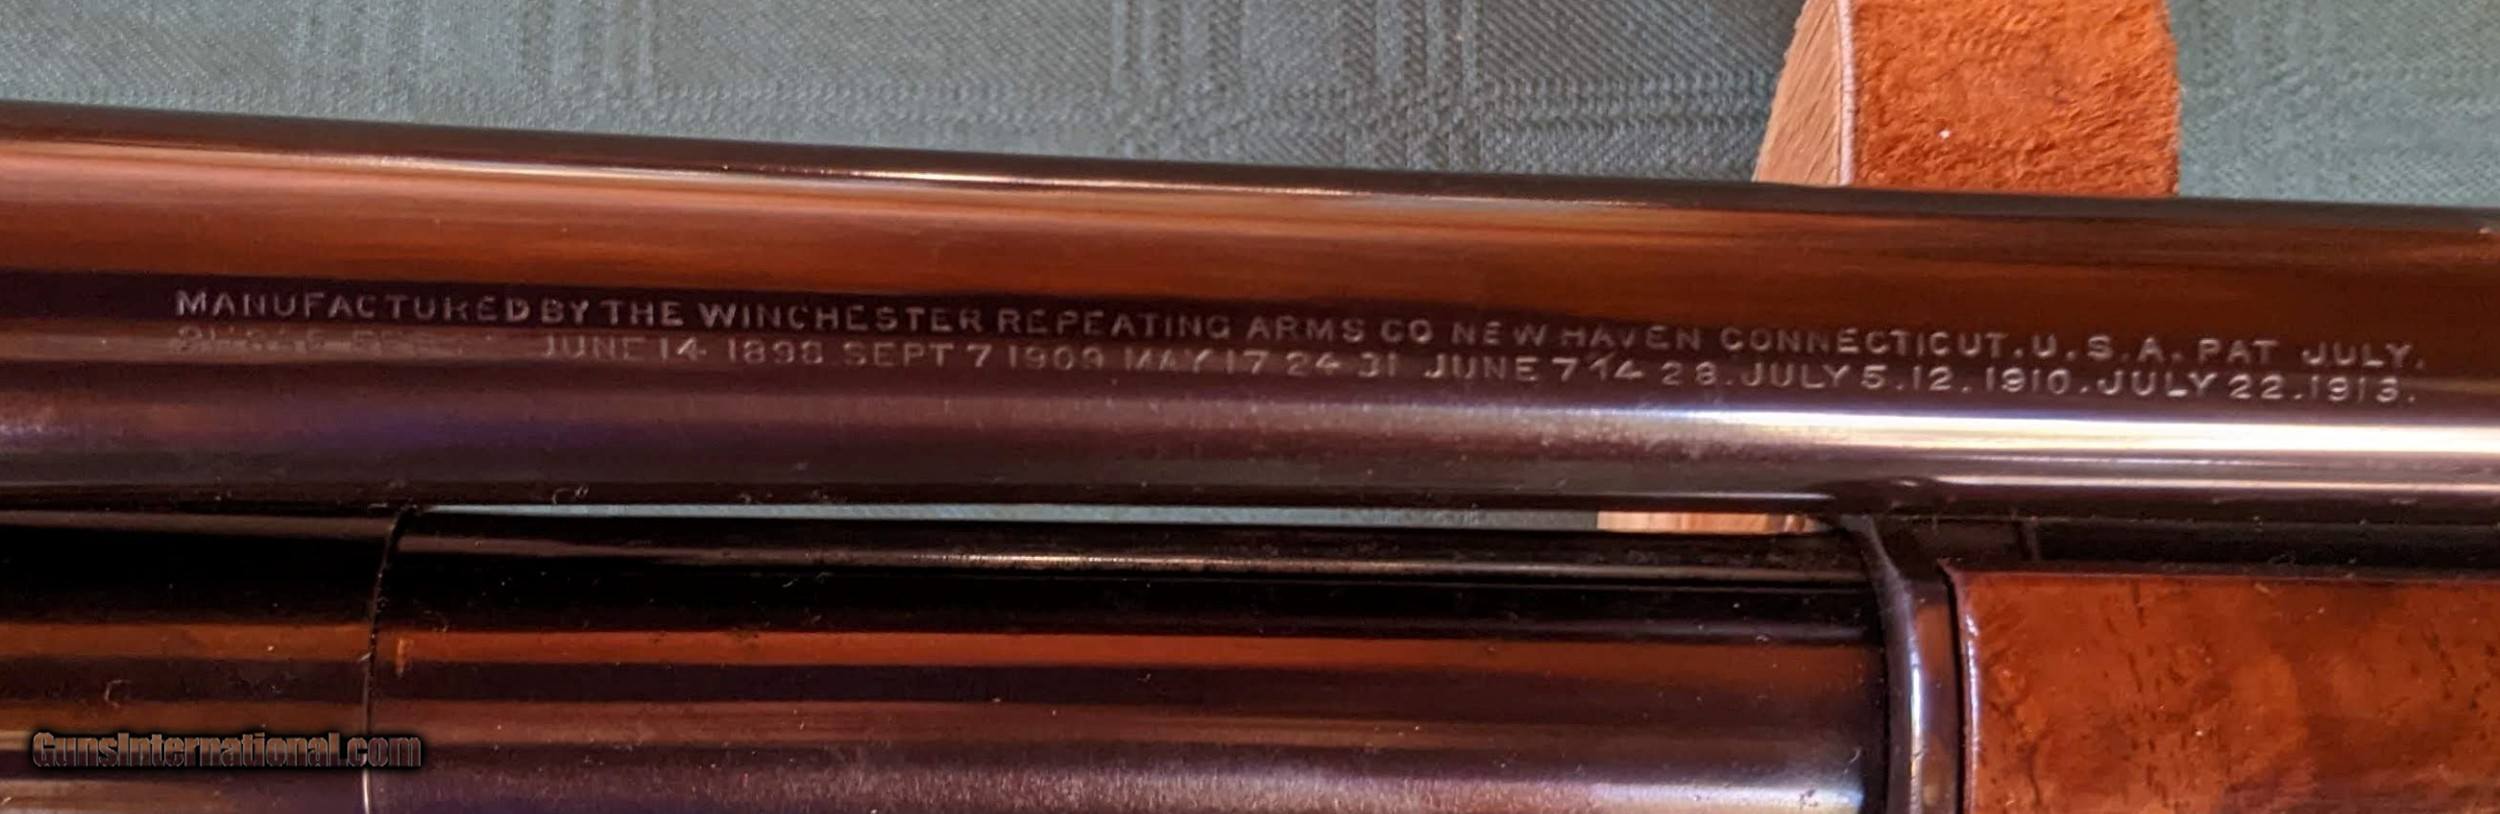 MANUFACTURED BY THE WINCHESTER REPEATING ARMS CO NEW HAVEN CONNECTICUT. U. S. A. PAT JULY.
JUNE 14 1898 SEPT 7 1909 MAY 17 24 31 JUNE 7 14 28. JULY 5. 12. 1910. JULY 22. 1913.
GunsInternational.com